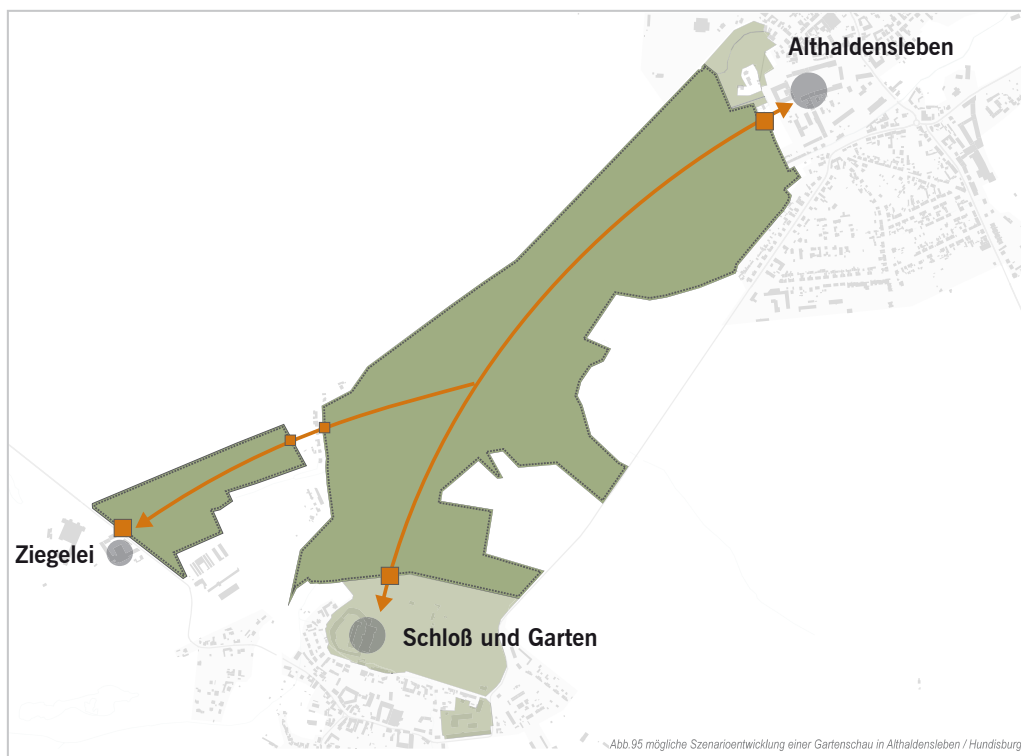 Althaldensleben
Ziegelei
Schloß und Garten
Abb.95 mögliche Szenarioentwicklung einer Gartenschau in Althaldensleben / Hundisburg